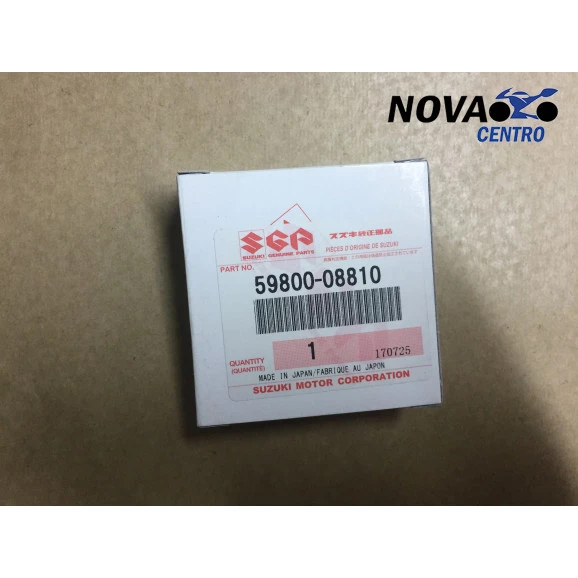 NOVA
CENTRO
SGP
SUZUKI GENUINE PARTS
スズキ純正部品
PIÈCES D'ORIGINE DE SUZUKI
PART NO.
59800-08810
QUANTITY
(QUANTITÉ)
1
170725
MADE IN JAPAN/FABRIQUE AU JAPON
SUZUKI MOTOR CORPORATION